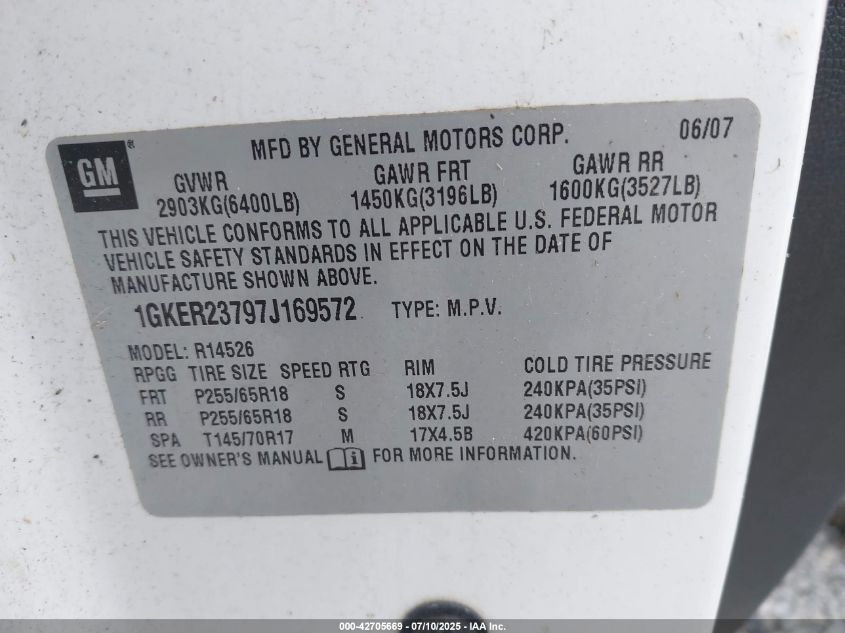 GM®
MFD BY GENERAL MOTORS CORP. 06/07
GVWR GAWR FRT GAWR RR
2903KG(6400LB) 1450KG(3196LB) 1600KG(3527LB)
THIS VEHICLE CONFORMS TO ALL APPLICABLE U.S. FEDERAL MOTOR
VEHICLE SAFETY STANDARDS IN EFFECT ON THE DATE OF
MANUFACTURE SHOWN ABOVE.
1GKER23797J169572 TYPE: M.P.V.
MODEL: R14526
RPGG TIRE SIZE SPEED RTG RIM COLD TIRE PRESSURE
FRT P255/65R18 S 18X7.5J 240KPA(35PSI)
RR P255/65R18 S 18X7.5J 240KPA(35PSI)
SPA T145/70R17 M 17X4.5B 420KPA(60PSI)
SEE OWNER'S MANUAL FOR MORE INFORMATION.
000-42705669 - 07/10/2025 - IAA Inc.